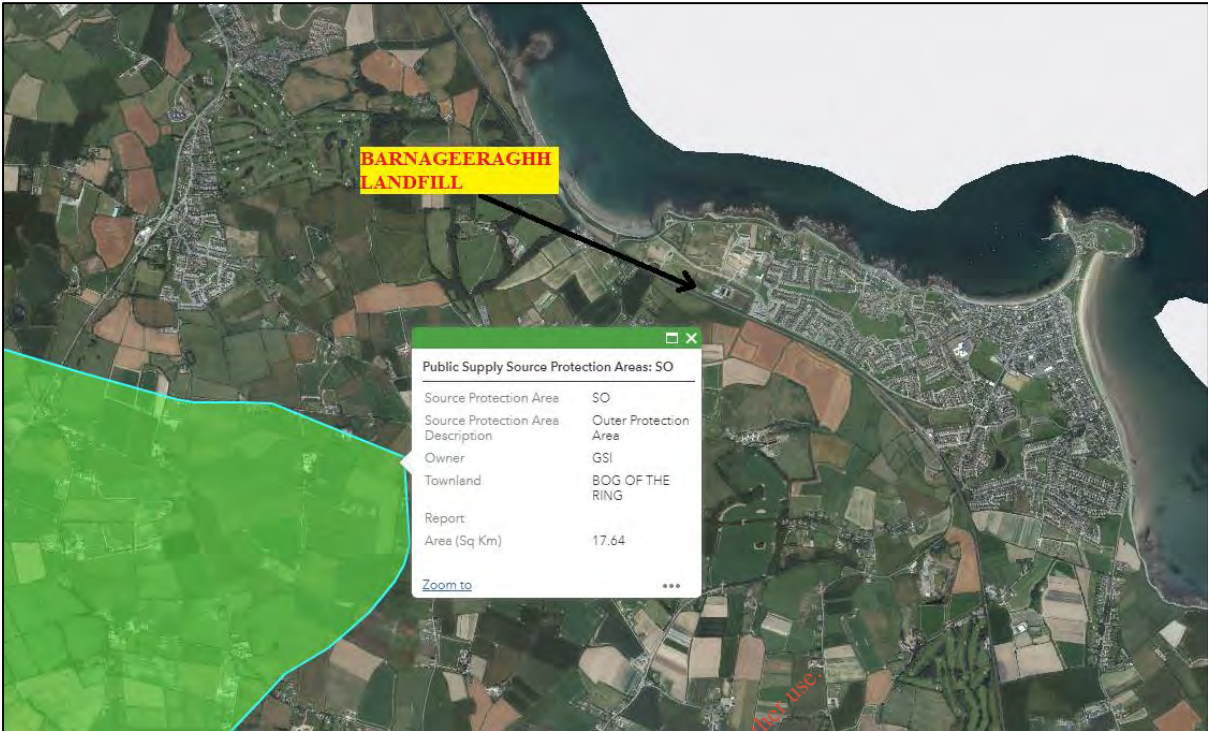 BARNAGEERAGHH
LANDFILL
Public Supply Source Protection Areas: SO
Source Protection Area SO
Source Protection Area Outer Protection
Description Area
Owner GSI
Townland BOG OF THE
RING
Report
Area (Sq Km) 17.64
Zoom to
use.